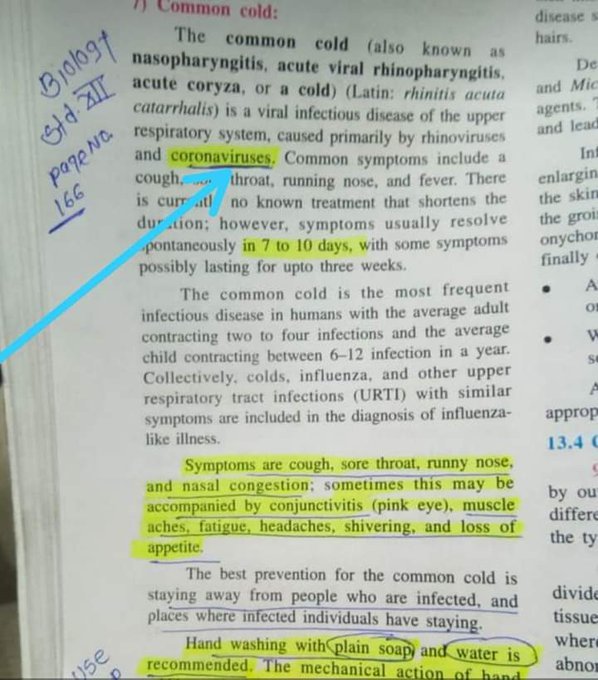 7) Common cold:
The common cold (also known as
nasopharyngitis, acute viral rhinopharyngitis,
acute coryza, or a cold) (Latin: rhinitis acuta
catarrhalis) is a viral infectious disease of the upper
respiratory system, caused primarily by rhinoviruses
and coronaviruses. Common symptoms include a
cough, throat, running nose, and fever. There
is no known treatment that shortens the
duration; however, symptoms usually resolve
spontaneously in 7 to 10 days, with some symptoms
possibly lasting for upto three weeks.
The common cold is the most frequent
infectious disease in humans with the average adult
contracting two to four infections and the average
child contracting between 6–12 infection in a year.
Collectively, colds, influenza, and other upper
respiratory tract infections (URTI) with similar
symptoms are included in the diagnosis of influenza-
like illness.
Symptoms are cough, sore throat, runny nose,
and nasal congestion; sometimes this may be
accompanied by conjunctivitis (pink eye), muscle
aches, fatigue, headaches, shivering, and loss of
appetite.
The best prevention for the common cold is
staying away from people who are infected, and
places where infected individuals have staying.
Hand washing with plain soap and water is
recommended. The mechanical action of hand
Biology
Std. XII
page No.
166
use
disease s
hairs.
De
and Mic
agents.
and lead
Inf
enlargin
the skin
the groi
onychor
finally
• A
or
• W
s
A
approp
13.4
by ou
differe
the ty
divide
tissue
where
abnor